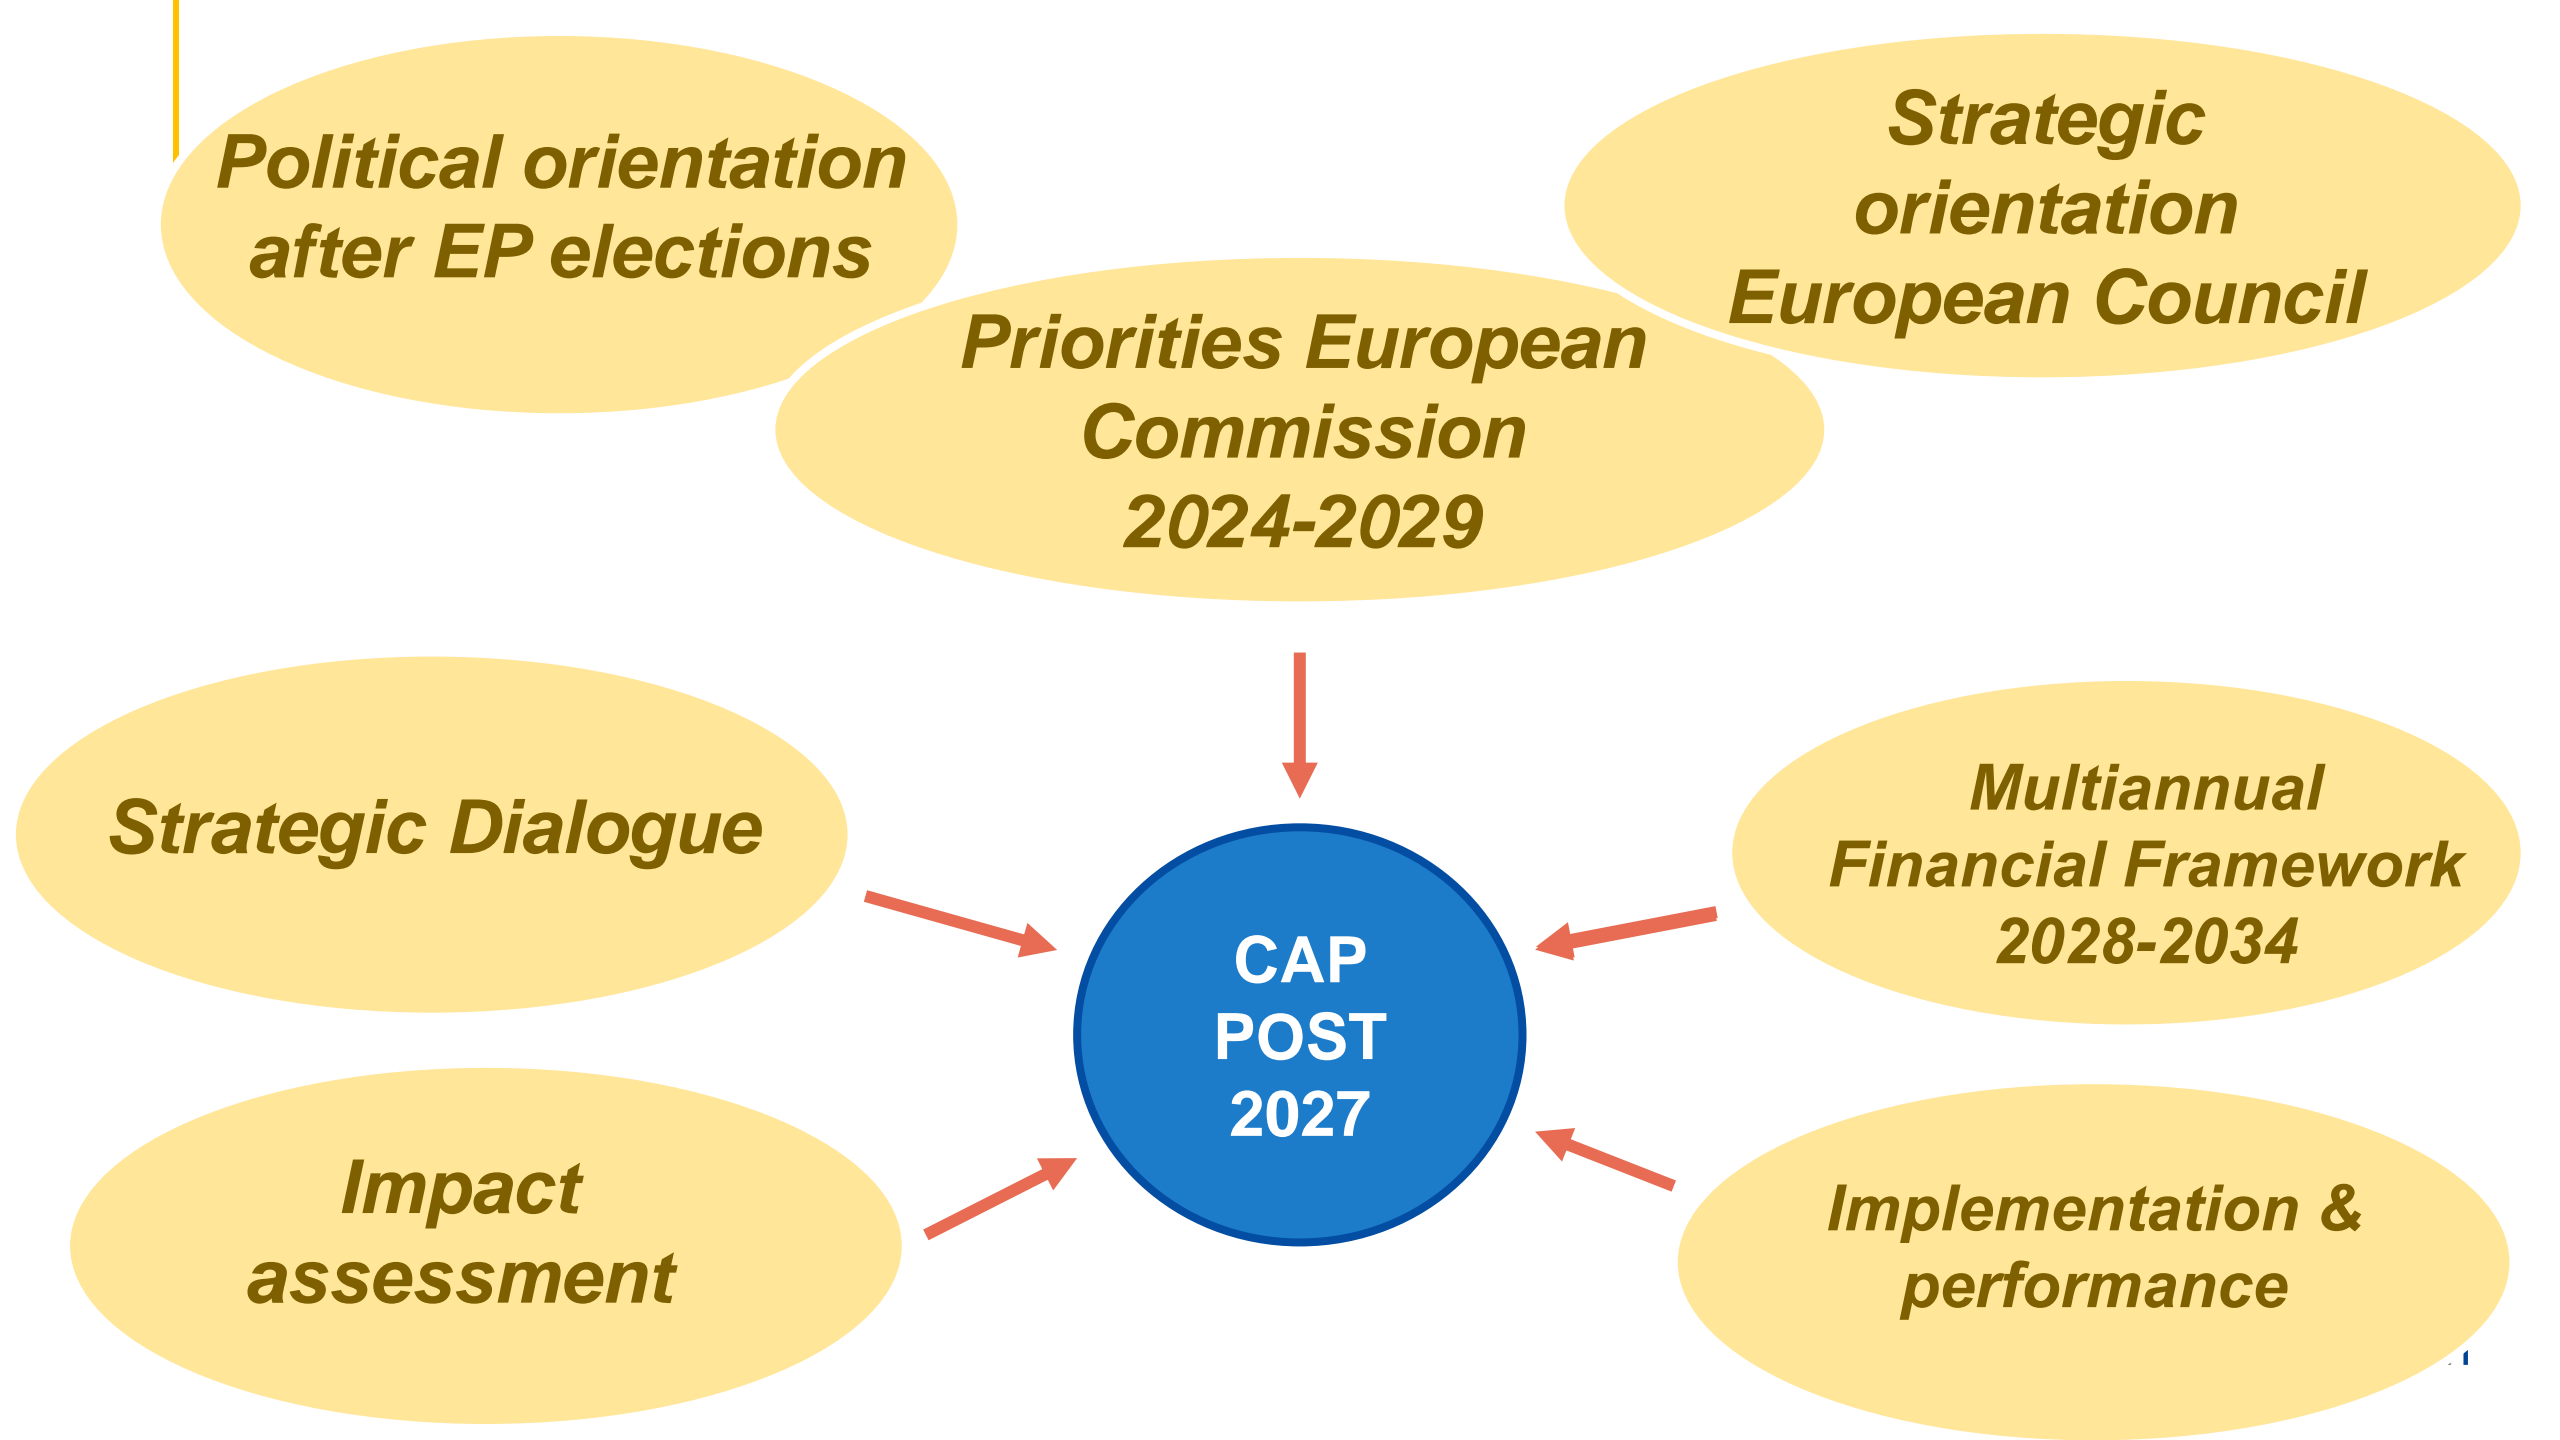 Political orientation
after EP elections
Strategic
orientation
European Council
Priorities European
Commission
2024-2029
Strategic Dialogue
Multiannual
Financial Framework
2028-2034
CAP
POST
2027
Impact
assessment
Implementation &
performance